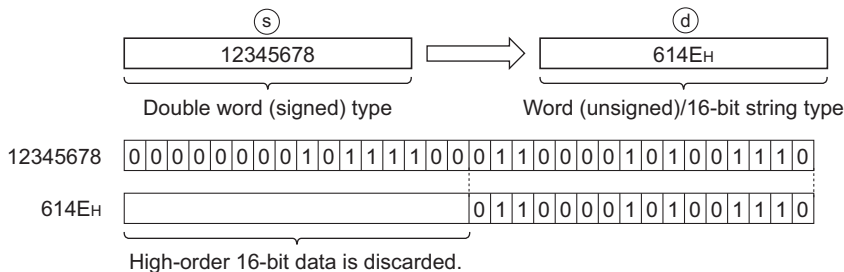 s d
12345678 614EH
Double word (signed) type Word (unsigned)/16-bit string type
12345678 0 0 0 0 0 0 0 0 1 0 1 1 1 1 0 0 0 1 1 0 0 0 0 1 0 1 0 0 1 1 1 0
614EH 0 1 1 0 0 0 0 1 0 1 0 0 1 1 1 0
High-order 16-bit data is discarded.